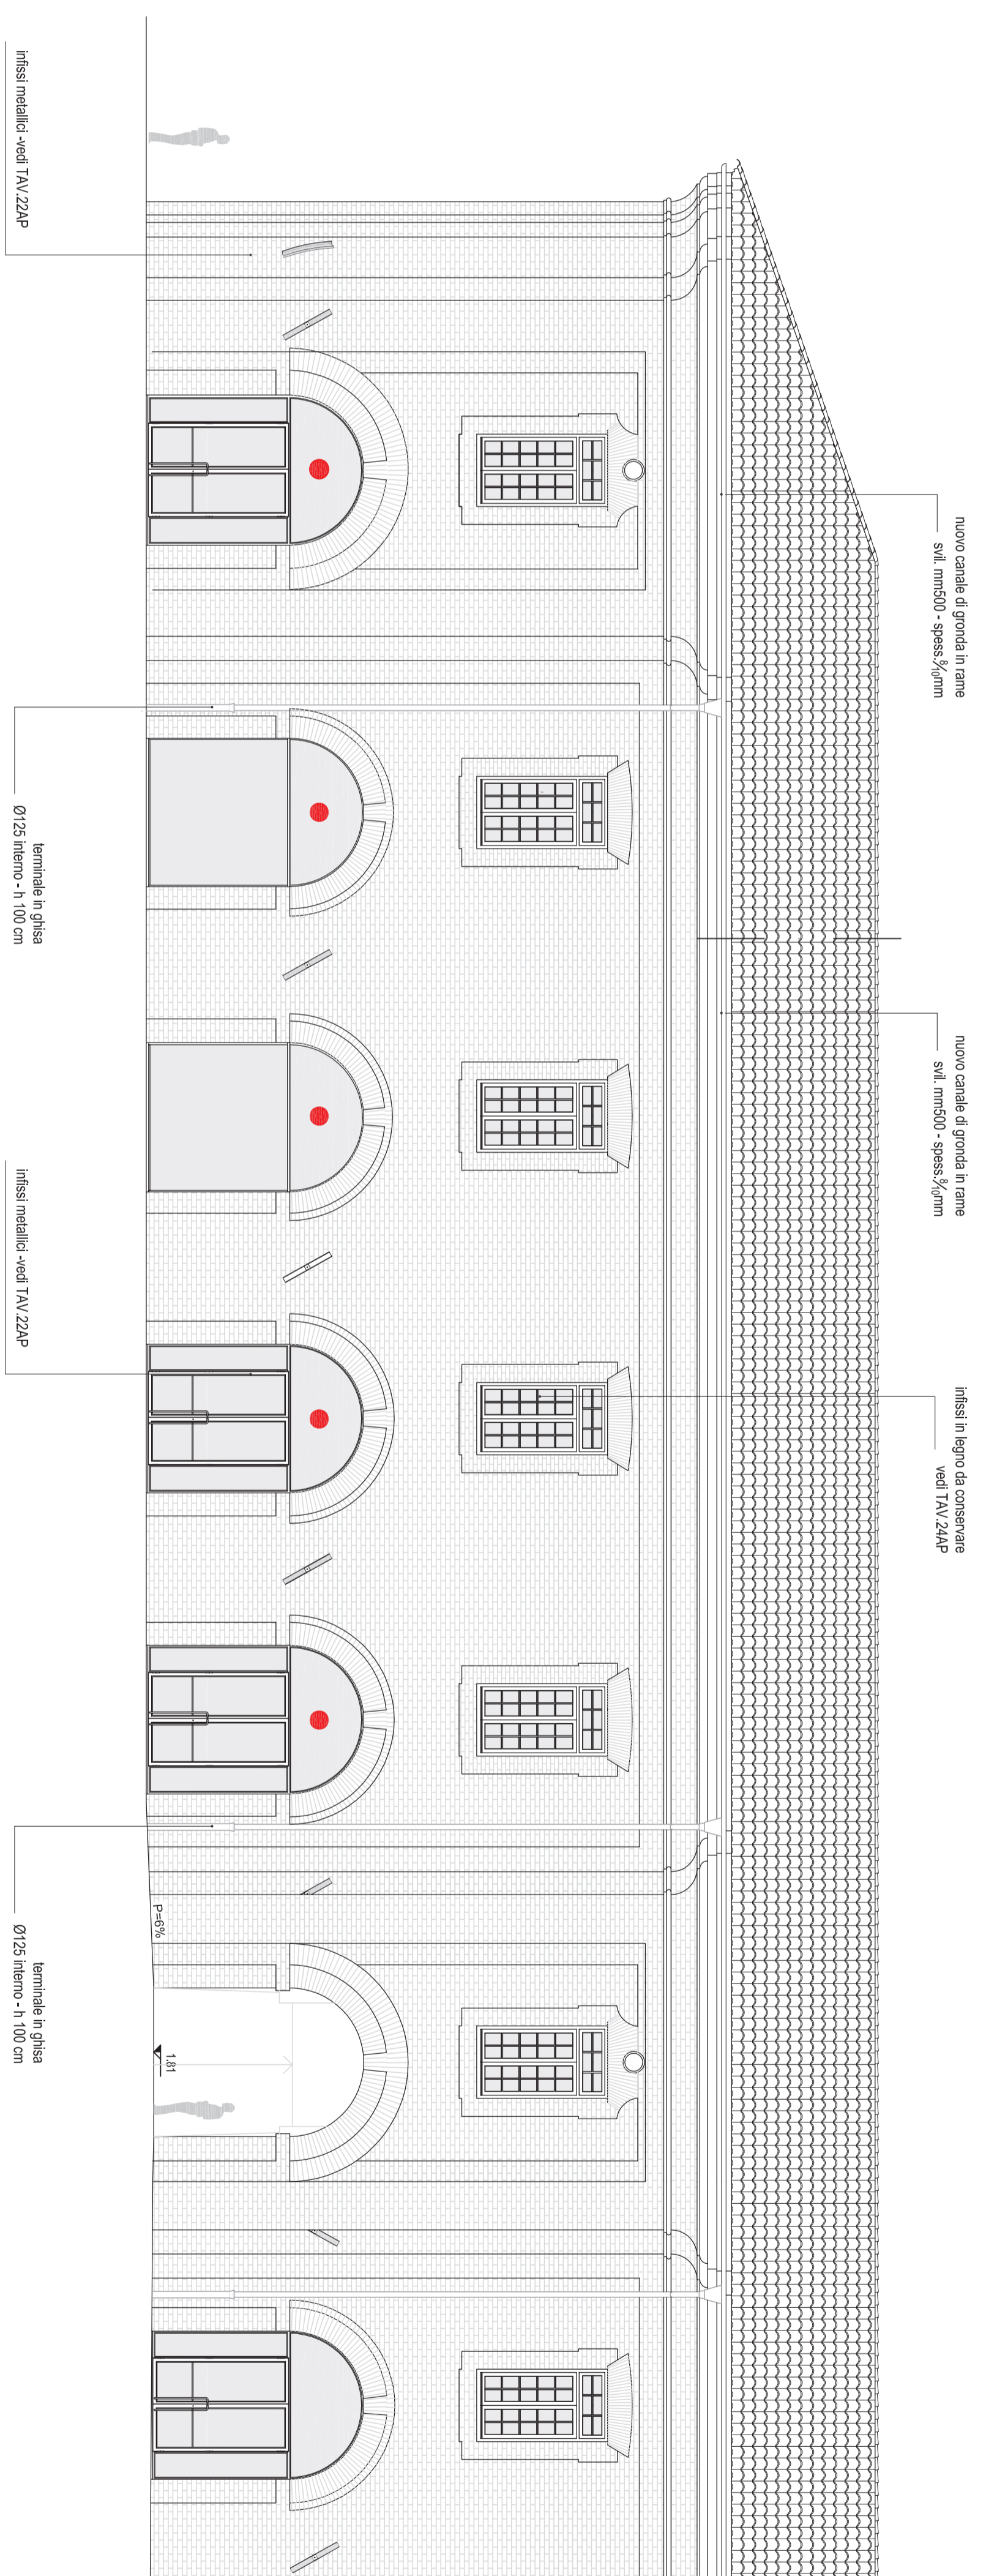 nuovo canale di gronda in rame
svil. mm500 - spess.8/10mm
nuovo canale di gronda in rame
svil. mm500 - spess.8/10mm
infissi in legno da conservare
vedi TAV.24AP
P=6%
1.81
infissi metallici -vedi TAV.22AP
terminale in ghisa
Ø125 interno - h 100 cm
infissi metallici -vedi TAV.22AP
terminale in ghisa
Ø125 interno - h 100 cm